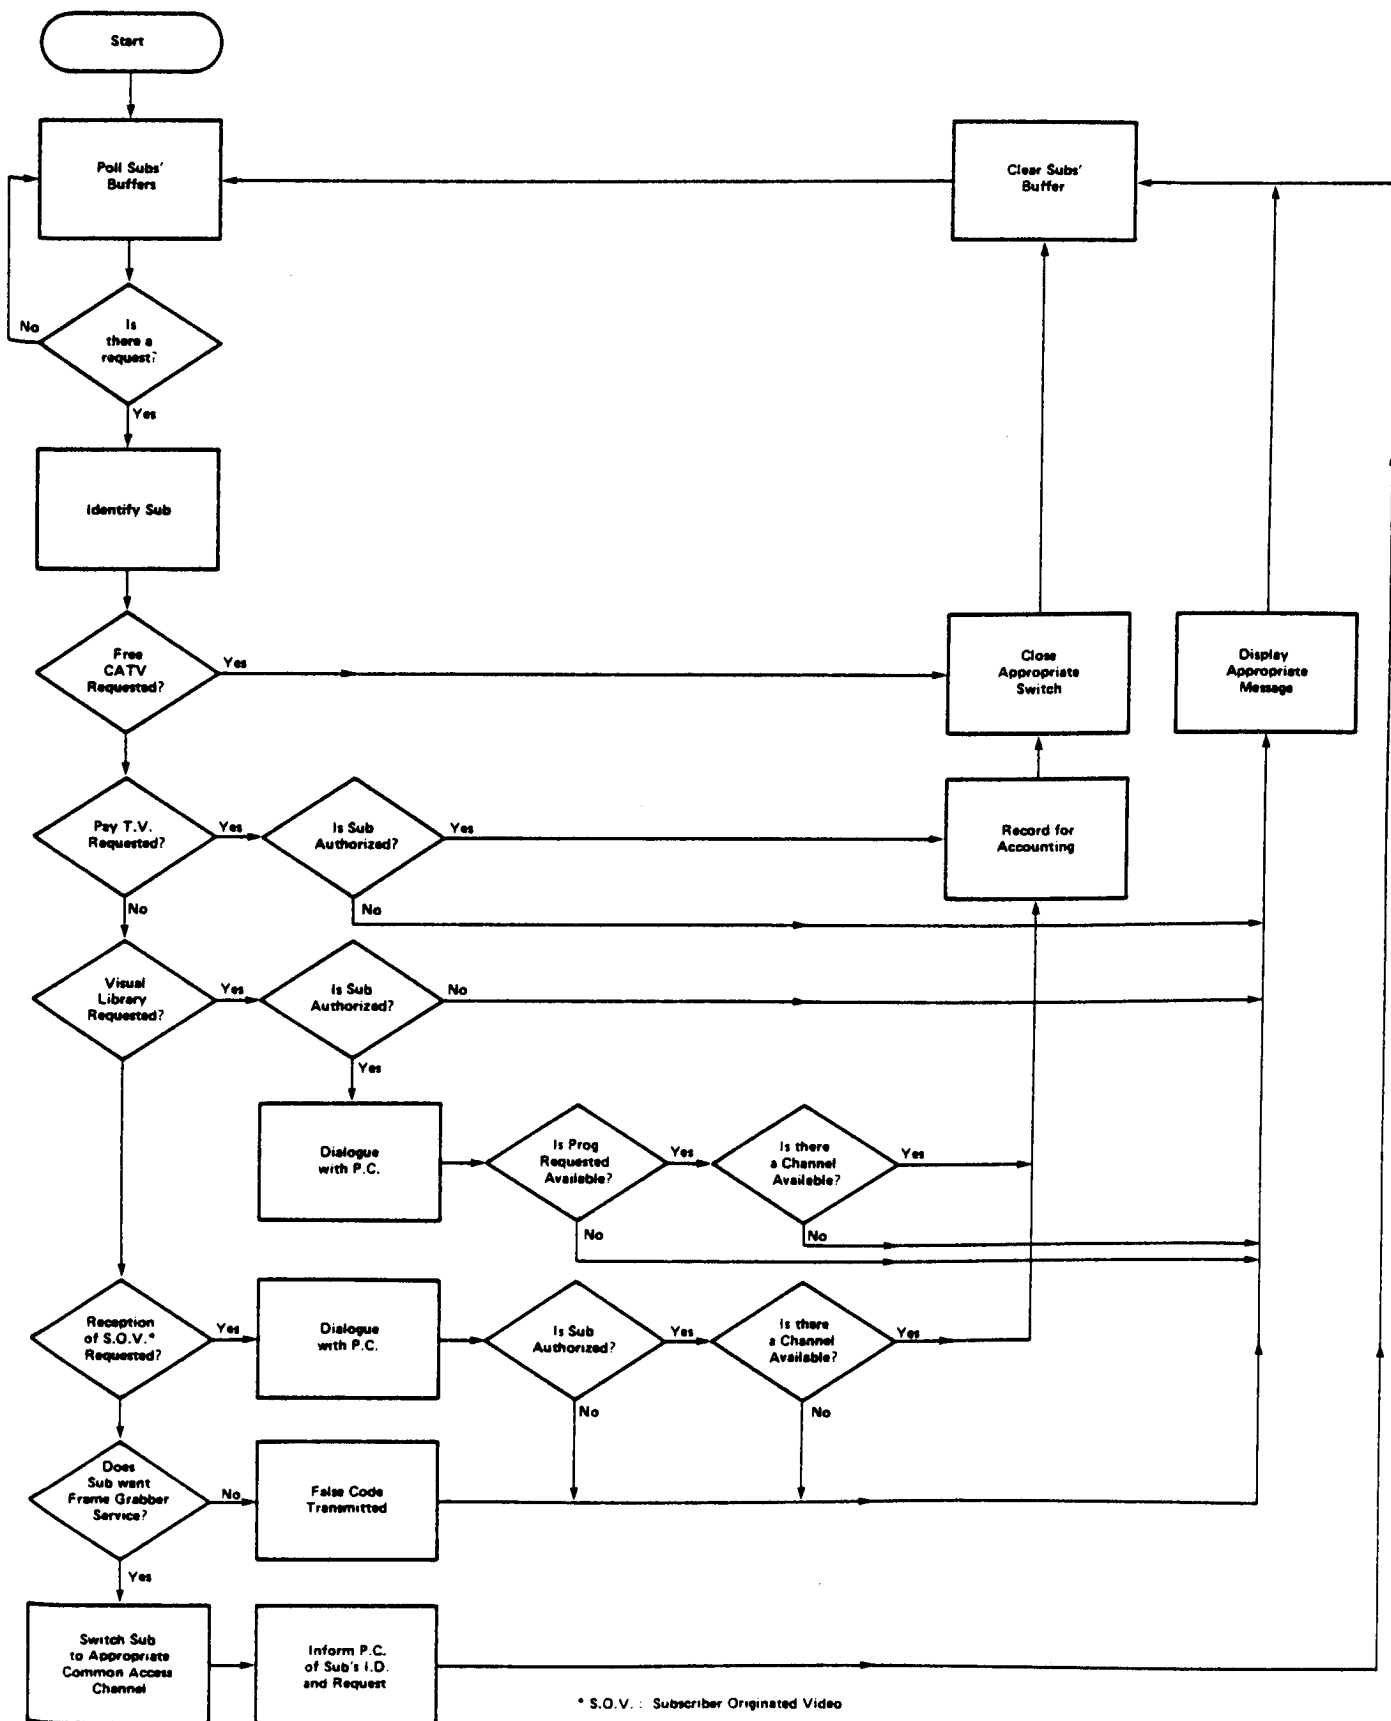 Start
Poll Subs'
Buffers
Clear Subs'
Buffer
No
Is
there a
request?
Yes
Identify Sub
Free
CATV
Requested?
Yes
Close
Appropriate
Switch
Display
Appropriate
Message
Pay T.V.
Requested?
Yes
Is Sub
Authorized?
Yes
Record for
Accounting
No
No
Visual
Library
Requested?
Yes
Is Sub
Authorized?
No
Yes
Dialogue
with P.C.
Is Prog
Requested
Available?
Yes
Is there
a Channel
Available?
Yes
No
No
Reception
of S.O.V.*
Requested?
Yes
Dialogue
with P.C.
Is Sub
Authorized?
Yes
Is there
a Channel
Available?
Yes
No
No
Does
Sub want
Frame Grabber
Service?
No
False Code
Transmitted
Yes
Switch Sub
to Appropriate
Common Access
Channel
Inform P.C.
of Sub's I.D.
and Request
* S.O.V. : Subscriber Originated Video